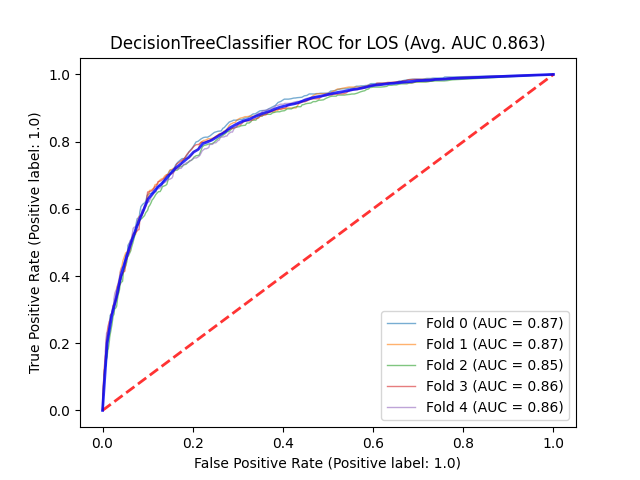 DecisionTreeClassifier ROC for LOS (Avg. AUC 0.863)
True Positive Rate (Positive label: 1.0)
1.0
0.8
0.6
0.4
0.2
0.0
Fold 0 (AUC = 0.87)
Fold 1 (AUC = 0.87)
Fold 2 (AUC = 0.85)
Fold 3 (AUC = 0.86)
Fold 4 (AUC = 0.86)
0.0 0.2 0.4 0.6 0.8 1.0
False Positive Rate (Positive label: 1.0)